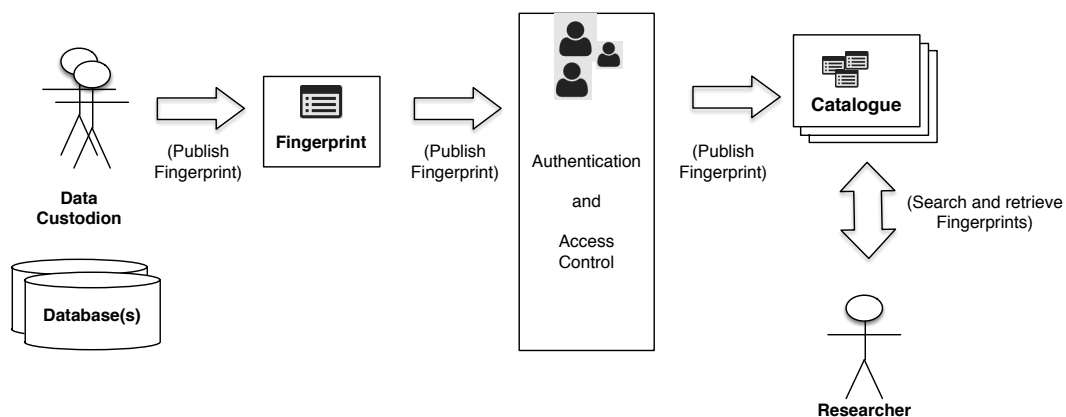 Data
Custodion
Database(s)
(Publish
Fingerprint)
Fingerprint
(Publish
Fingerprint)
Authentication
and
Access
Control
(Publish
Fingerprint)
Catalogue
(Search and retrieve
Fingerprints)
Researcher